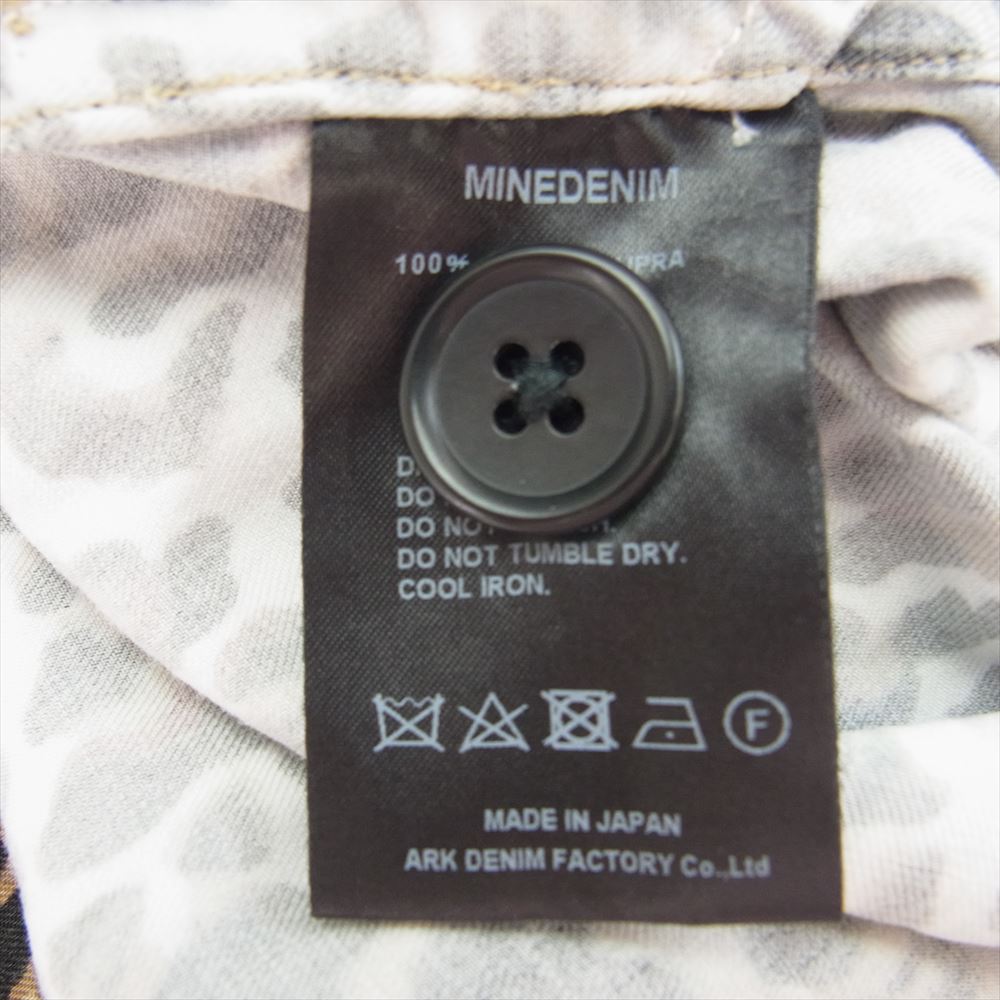 MINEDENIM
100%
DO
DO NOT
DO NOT TUMBLE DRY.
COOL IRON.
F
MADE IN JAPAN
ARK DENIM FACTORY Co.,Ltd